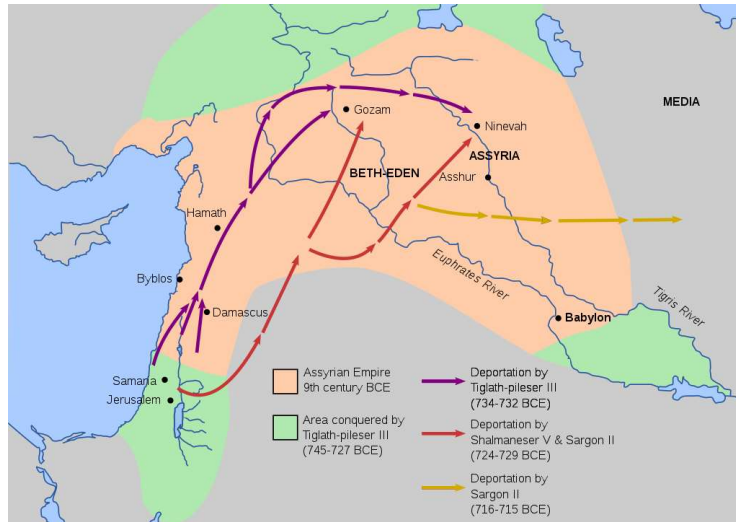 MEDIA
Gozam
Ninevah
ASSYRIA
BETH-EDEN
Asshur
Hamath
Byblos
Euphrates River
Tigris River
Damascus
Babylon
Samaria
Jerusalem
Assyrian Empire
9th century BCE
Area conquered by
Tiglath-pileser III
(745-727 BCE)
Deportation by
Tiglath-pileser III
(734-732 BCE)
Deportation by
Shalmaneser V & Sargon II
(724-729 BCE)
Deportation by
Sargon II
(716-715 BCE)